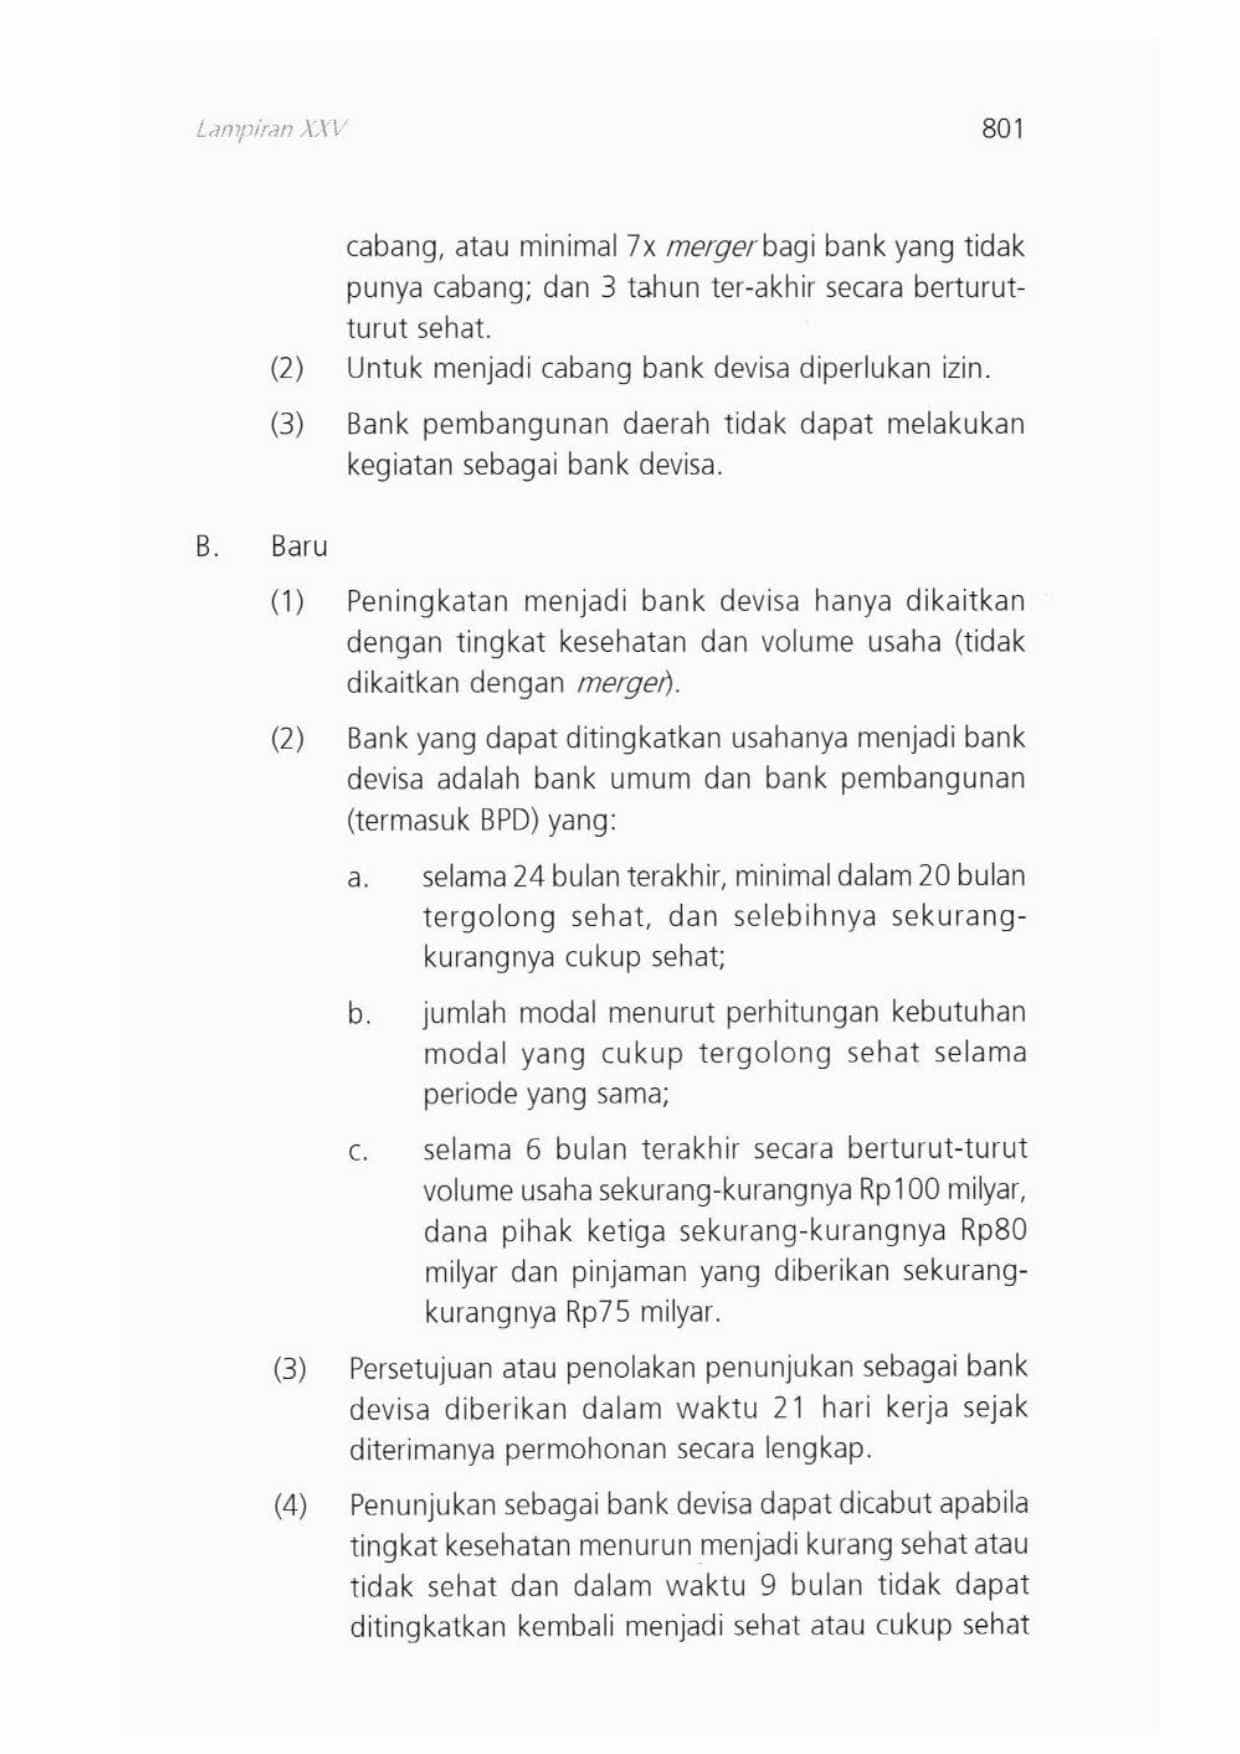 Lampiran XXV 801
cabang, atau minimal 7x merger bagi bank yang tidak
punya cabang; dan 3 tahun ter-akhir secara berturut-
turut sehat.
(2) Untuk menjadi cabang bank devisa diperlukan izin.
(3) Bank pembangunan daerah tidak dapat melakukan
kegiatan sebagai bank devisa.
B. Baru
(1) Peningkatan menjadi bank devisa hanya dikaitkan
dengan tingkat kesehatan dan volume usaha (tidak
dikaitkan dengan merger).
(2) Bank yang dapat ditingkatkan usahanya menjadi bank
devisa adalah bank umum dan bank pembangunan
(termasuk BPD) yang:
a. selama 24 bulan terakhir, minimal dalam 20 bulan
tergolong sehat, dan selebihnya sekurang-
kurangnya cukup sehat;
b. jumlah modal menurut perhitungan kebutuhan
modal yang cukup tergolong sehat selama
periode yang sama;
c. selama 6 bulan terakhir secara berturut-turut
volume usaha sekurang-kurangnya Rp100 milyar,
dana pihak ketiga sekurang-kurangnya Rp80
milyar dan pinjaman yang diberikan sekurang-
kurangnya Rp75 milyar.
(3) Persetujuan atau penolakan penunjukan sebagai bank
devisa diberikan dalam waktu 21 hari kerja sejak
diterimanya permohonan secara lengkap.
(4) Penunjukan sebagai bank devisa dapat dicabut apabila
tingkat kesehatan menurun menjadi kurang sehat atau
tidak sehat dan dalam waktu 9 bulan tidak dapat
ditingkatkan kembali menjadi sehat atau cukup sehat